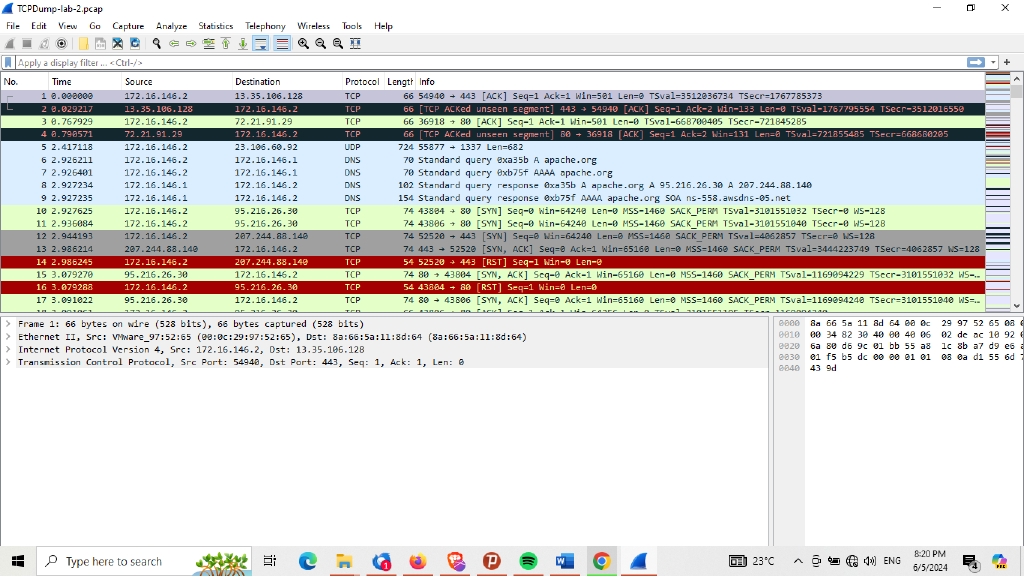 TCPDump-lab-2.pcap
File Edit View Go Capture Analyze Statistics Telephony Wireless Tools Help
Apply a display filter ... <Ctrl-/>
No. Time Source Destination Protocol Length Info
1 0.000000 172.16.146.2 13.35.106.128 TCP 66 54940 → 443 [ACK] Seq=1 Ack=1 Win=501 Len=0 TSval=3512036734 TSecr=1767785373
2 0.029217 13.35.106.128 172.16.146.2 TCP 66 [TCP ACKed unseen segment] 443 → 54940 [ACK] Seq=1 Ack=2 Win=133 Len=0 TSval=1767795554 TSecr=3512016550
3 0.767929 172.16.146.2 72.21.91.29 TCP 66 36918 → 80 [ACK] Seq=1 Ack=1 Win=501 Len=0 TSval=668700405 TSecr=721845285
4 0.790571 72.21.91.29 172.16.146.2 TCP 66 [TCP ACKed unseen segment] 80 → 36918 [ACK] Seq=1 Ack=2 Win=131 Len=0 TSval=721855485 TSecr=668680205
5 2.417118 172.16.146.2 23.106.60.92 UDP 724 55877 → 1337 Len=682
6 2.926211 172.16.146.2 172.16.146.1 DNS 70 Standard query 0xa35b A apache.org
7 2.926401 172.16.146.2 172.16.146.1 DNS 70 Standard query 0xb75f AAAA apache.org
8 2.927234 172.16.146.1 172.16.146.2 DNS 102 Standard query response 0xa35b A apache.org A 95.216.26.30 A 207.244.88.140
9 2.927235 172.16.146.1 172.16.146.2 DNS 154 Standard query response 0xb75f AAAA apache.org SOA ns-558.awsdns-05.net
10 2.927625 172.16.146.2 95.216.26.30 TCP 74 43804 → 80 [SYN] Seq=0 Win=64240 Len=0 MSS=1460 SACK_PERM TSval=3101551032 TSecr=0 WS=128
11 2.936084 172.16.146.2 95.216.26.30 TCP 74 43806 → 80 [SYN] Seq=0 Win=64240 Len=0 MSS=1460 SACK_PERM TSval=3101551040 TSecr=0 WS=128
12 2.944193 172.16.146.2 207.244.88.140 TCP 74 52520 → 443 [SYN] Seq=0 Win=64240 Len=0 MSS=1460 SACK_PERM TSval=4062857 TSecr=0 WS=128
13 2.986214 207.244.88.140 172.16.146.2 TCP 74 443 → 52520 [SYN, ACK] Seq=0 Ack=1 Win=65160 Len=0 MSS=1460 SACK_PERM TSval=3444223749 TSecr=4062857 WS=128
14 2.986245 172.16.146.2 207.244.88.140 TCP 54 52520 → 443 [RST] Seq=1 Win=0 Len=0
15 3.079270 95.216.26.30 172.16.146.2 TCP 74 80 → 43804 [SYN, ACK] Seq=0 Ack=1 Win=65160 Len=0 MSS=1460 SACK_PERM TSval=1169094229 TSecr=3101551032 WS=…
16 3.079288 172.16.146.2 95.216.26.30 TCP 54 43804 → 80 [RST] Seq=1 Win=0 Len=0
17 3.091022 95.216.26.30 172.16.146.2 TCP 74 80 → 43806 [SYN, ACK] Seq=0 Ack=1 Win=65160 Len=0 MSS=1460 SACK_PERM TSval=1169094240 TSecr=3101551040 WS=…
Frame 1: 66 bytes on wire (528 bits), 66 bytes captured (528 bits)
Ethernet II, Src: VMware_97:52:65 (00:0c:29:97:52:65), Dst: 8a:66:5a:11:8d:64 (8a:66:5a:11:8d:64)
Internet Protocol Version 4, Src: 172.16.146.2, Dst: 13.35.106.128
Transmission Control Protocol, Src Port: 54940, Dst Port: 443, Seq: 1, Ack: 1, Len: 0
0000 8a 66 5a 11 8d 64 00 0c 29 97 52 65 08
0010 00 34 82 30 40 00 40 06 02 de ac 10 92
0020 6a 80 d6 9c 01 bb 55 a8 1c 8b a7 d9 e6
0030 01 f5 b5 dc 00 00 01 01 08 0a d1 55 6d
0040 43 9d
Type here to search
23°C
ENG
8:20 PM
6/5/2024